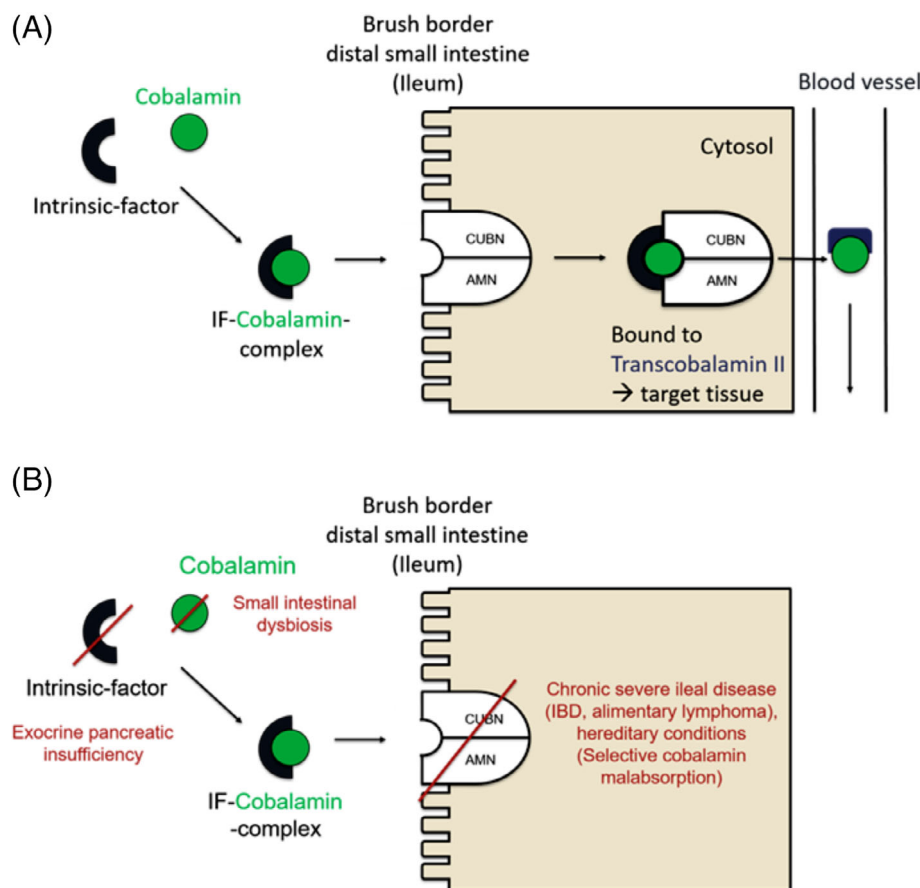 (A)
Brush border
distal small intestine
(Ileum)
Blood vessel
Cobalamin
Cytosol
Intrinsic-factor
CUBN
AMN
CUBN
AMN
IF-Cobalamin-
complex
Bound to
Transcobalamin II
→ target tissue
(B)
Brush border
distal small intestine
(Ileum)
Cobalamin
Small intestinal
dysbiosis
Intrinsic-factor
Exocrine pancreatic
insufficiency
CUBN
AMN
Chronic severe ileal disease
(IBD, alimentary lymphoma),
hereditary conditions
(Selective cobalamin
malabsorption)
IF-Cobalamin
-complex